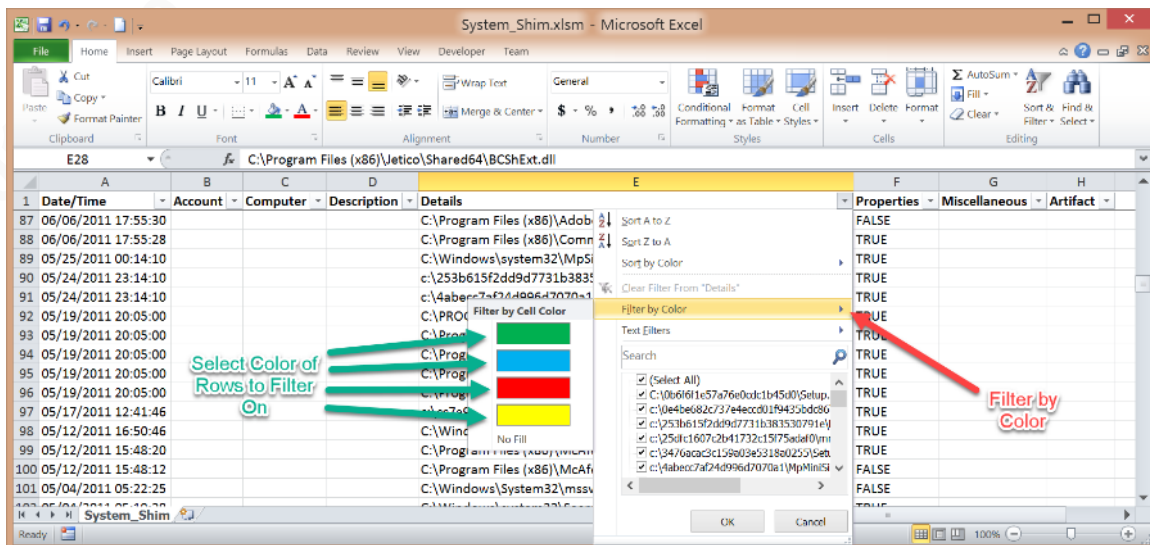 System_Shim.xlsm - Microsoft Excel
File Home Insert Page Layout Formulas Data Review View Developer Team
Cut
Copy
Format Painter
Paste
Clipboard
Calibri 11
B I U
Font
Wrap Text
Merge & Center
Alignment
General
$ % ,
Number
Conditional Formatting
Format as Table
Cell Styles
Styles
Insert Delete Format
Cells
AutoSum
Fill
Clear
Sort & Filter
Find & Select
Editing
E28 fx C:\Program Files (x86)\Jetico\Shared64\BCShExt.dll
A B C D E F G H
1 Date/Time Account Computer Description Details Properties Miscellaneous Artifact
87 06/06/2011 17:55:30 C:\Program Files (x86)\Adob FALSE
88 06/06/2011 17:55:28 C:\Program Files (x86)\Comm TRUE
89 05/25/2011 00:14:10 C:\Windows\system32\MpSi TRUE
90 05/24/2011 23:14:10 c:\253b615f2dd9d7731b3835 TRUE
91 05/24/2011 23:14:10 c:\4abecc7af24d996d7070a1 TRUE
92 05/19/2011 20:05:00 C:\PROG TRUE
93 05/19/2011 20:05:00 C:\Prog TRUE
94 05/19/2011 20:05:00 C:\Prog TRUE
95 05/19/2011 20:05:00 C:\Prog TRUE
96 05/19/2011 20:05:00 C:\Prog TRUE
97 05/17/2011 12:41:46 TRUE
98 05/12/2011 16:50:46 C:\Wind TRUE
99 05/12/2011 15:48:20 C:\Program Files (x86)\McAf TRUE
100 05/12/2011 15:48:12 C:\Program Files (x86)\McAf FALSE
101 05/04/2011 05:22:25 C:\Windows\System32\mssv FALSE
Sort A to Z
Sort Z to A
Sort by Color
Clear Filter From "Details"
Filter by Color
Text Filters
Search
(Select All)
c:\253b615f2dd9d7731b383530791e\
c:\4abecc7af24d996d7070a1\MpMiniSi
OK Cancel
Filter by Cell Color
No Fill
Select Color of
Rows to Filter
On
Filter by
Color
System_Shim
Ready 100%